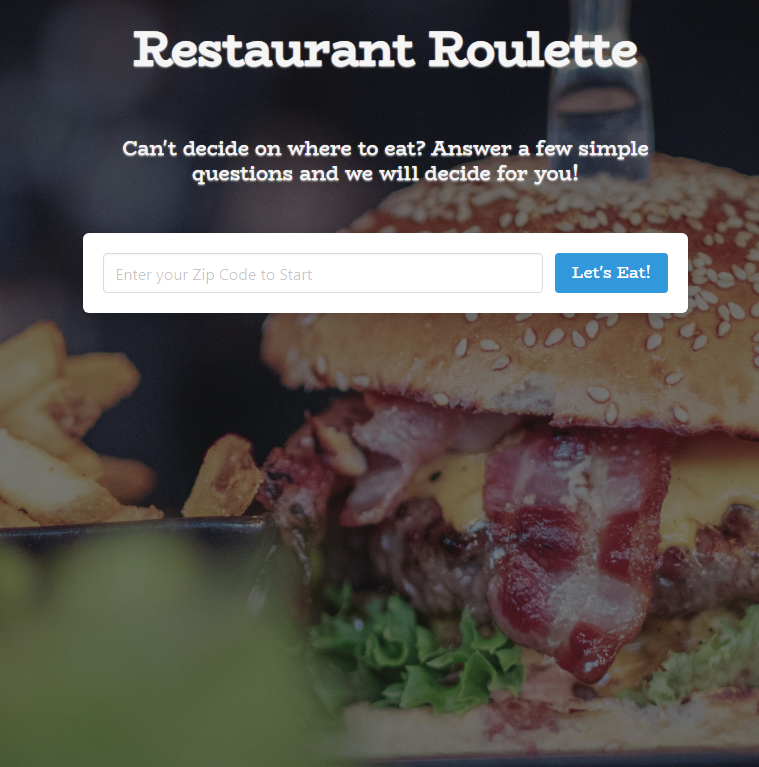 Restaurant Roulette
Can't decide on where to eat? Answer a few simple
questions and we will decide for you!
Enter your Zip Code to Start
Let's Eat!